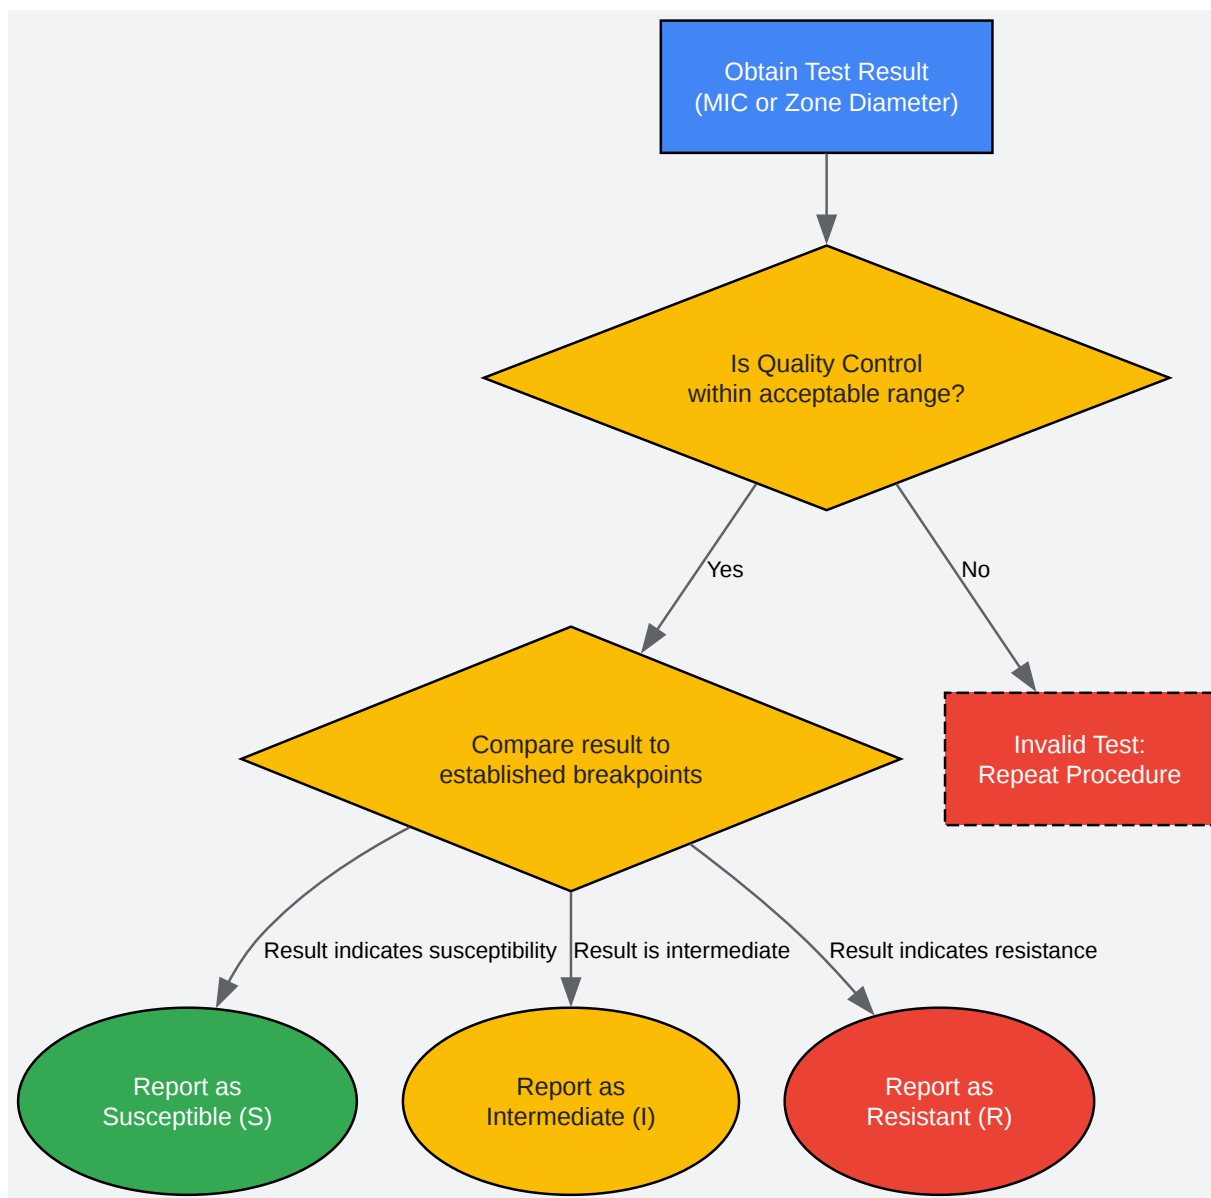 Obtain Test Result
(MIC or Zone Diameter)
Is Quality Control
within acceptable range?
Yes
No
Compare result to
established breakpoints
Invalid Test:
Repeat Procedure
Result indicates susceptibility
Result is intermediate
Result indicates resistance
Report as
Susceptible (S)
Report as
Intermediate (I)
Report as
Resistant (R)